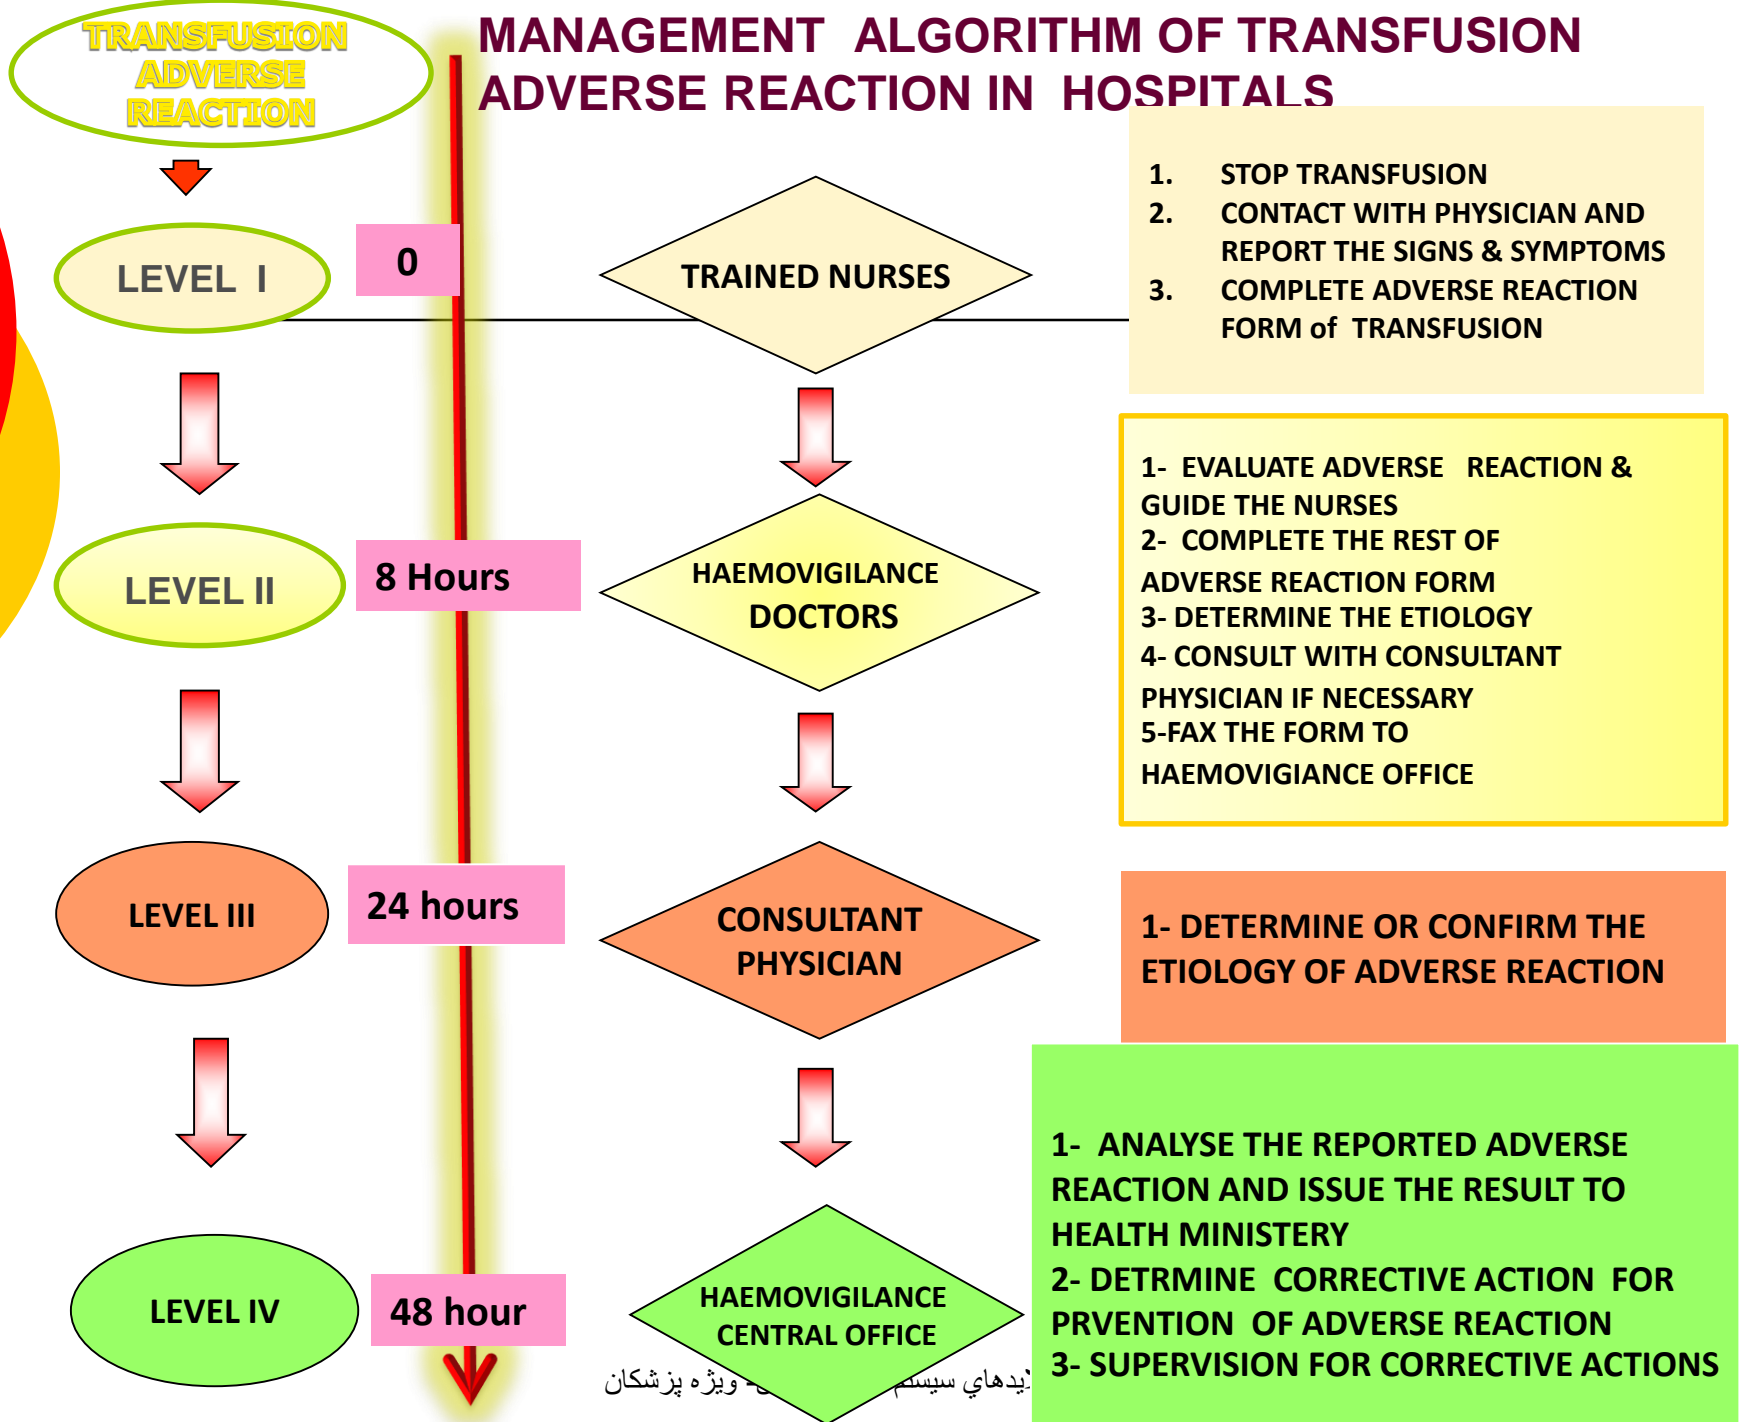 TRANSFUSION
ADVERSE
REACTION
MANAGEMENT ALGORITHM OF TRANSFUSION
ADVERSE REACTION IN HOSPITALS
LEVEL I
0
TRAINED NURSES
1. STOP TRANSFUSION
2. CONTACT WITH PHYSICIAN AND
REPORT THE SIGNS & SYMPTOMS
3. COMPLETE ADVERSE REACTION
FORM of TRANSFUSION
LEVEL II
8 Hours
HAEMOVIGILANCE
DOCTORS
1- EVALUATE ADVERSE REACTION &
GUIDE THE NURSES
2- COMPLETE THE REST OF
ADVERSE REACTION FORM
3- DETERMINE THE ETIOLOGY
4- CONSULT WITH CONSULTANT
PHYSICIAN IF NECESSARY
5-FAX THE FORM TO
HAEMOVIGIANCE OFFICE
LEVEL III
24 hours
CONSULTANT
PHYSICIAN
1- DETERMINE OR CONFIRM THE
ETIOLOGY OF ADVERSE REACTION
LEVEL IV
48 hour
HAEMOVIGILANCE
CENTRAL OFFICE
1- ANALYSE THE REPORTED ADVERSE
REACTION AND ISSUE THE RESULT TO
HEALTH MINISTERY
2- DETRMINE CORRECTIVE ACTION FOR
PRVENTION OF ADVERSE REACTION
3- SUPERVISION FOR CORRECTIVE ACTIONS
ويژه پزشکان